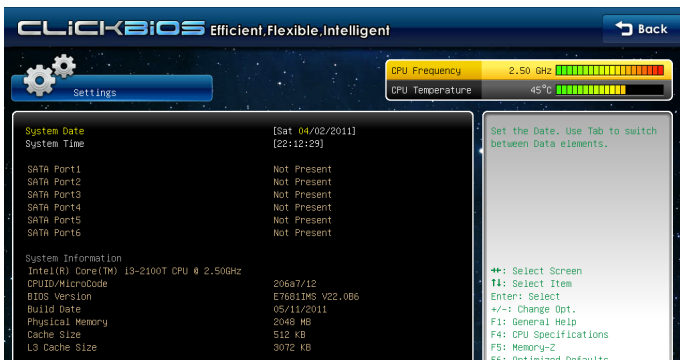 CLiCKBiOS Efficient,Flexible,Intelligent
Back
CPU Frequency 2.50 GHz
CPU Temperature 45°C
Settings
System Date [Sat 04/02/2011]
System Time [22:12:29]
SATA Port1 Not Present
SATA Port2 Not Present
SATA Port3 Not Present
SATA Port4 Not Present
SATA Port5 Not Present
SATA Port6 Not Present
System Information
Intel(R) Core(TM) i3-2100T CPU @ 2.50GHz
CPUID/MicroCode 206a7/12
BIOS Version E7681IMS V22.0B6
Build Date 05/11/2011
Physical Memory 2048 MB
Cache Size 512 KB
L3 Cache Size 3072 KB
Set the Date. Use Tab to switch
between Data elements.
→←: Select Screen
↑↓: Select Item
Enter: Select
+/-: Change Opt.
F1: General Help
F4: CPU Specifications
F5: Memory-Z
F6: Optimized Defaults